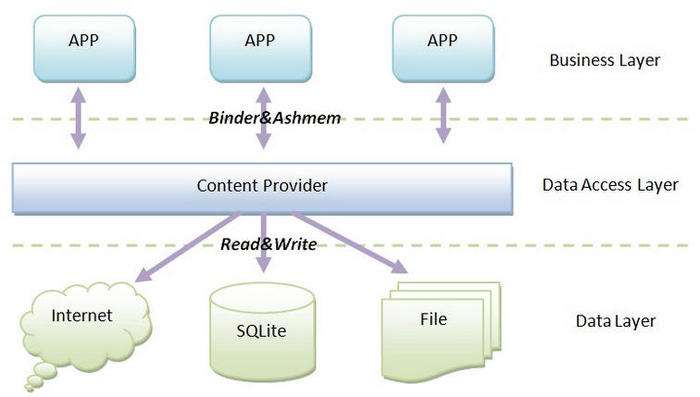 APP
APP
APP
Business Layer
Binder&Ashmem
Content Provider
Data Access Layer
Read&Write
Internet
SQLite
File
Data Layer